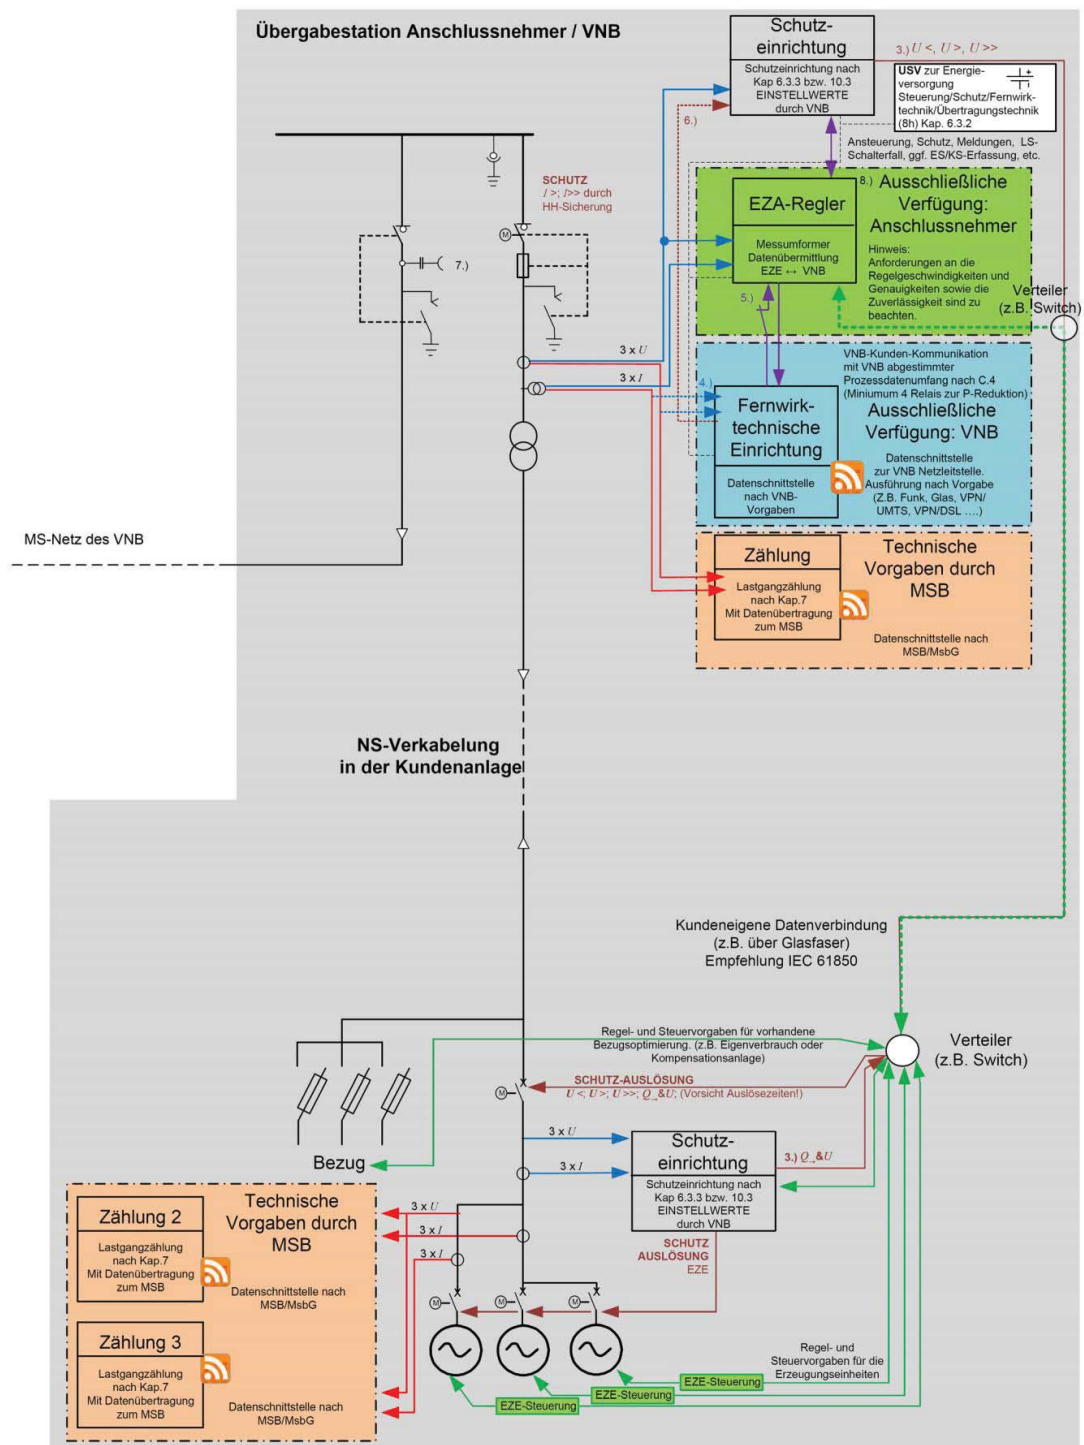 Übergabestation Anschlussnehmer / VNB
Schutz-
einrichtung
Schutzeinrichtung nach
Kap 6.3.3 bzw. 10.3
EINSTELLWERTE
durch VNB
3.) U <, U >, U >>
USV zur Energie-
versorgung
Steuerung/Schutz/Fernwirk-
technik/Übertragungstechnik
(8h) Kap. 6.3.2
6.)
Ansteuerung, Schutz, Meldungen, LS-
Schalterfall, ggf. ES/KS-Erfassung, etc.
SCHUTZ
I >; I >> durch
HH-Sicherung
M
7.)
EZA-Regler
Messumformer
Datenübermittlung
EZE ↔ VNB
8.)
Ausschließliche
Verfügung:
Anschlussnehmer
Hinweis:
Anforderungen an die
Regelgeschwindigkeiten und
Genauigkeiten sowie die
Zuverlässigkeit sind zu
beachten.
Verteiler
(z.B. Switch)
5.)
3 x U
3 x I
4.)
Fernwirk-
technische
Einrichtung
Datenschnittstelle
nach VNB-
Vorgaben
VNB-Kunden-Kommunikation
mit VNB abgestimmter
Prozessdatenumfang nach C.4
(Miniumum 4 Relais zur P-Reduktion)
Ausschließliche
Verfügung: VNB
Datenschnittstelle
zur VNB Netzleitstelle.
Ausführung nach Vorgabe
(Z.B. Funk, Glas, VPN/
UMTS, VPN/DSL ….)
MS-Netz des VNB
Zählung
Lastgangzählung
nach Kap.7
Mit Datenübertragung
zum MSB
Technische
Vorgaben durch
MSB
Datenschnittstelle nach
MSB/MsbG
NS-Verkabelung
in der Kundenanlage
Kundeneigene Datenverbindung
(z.B. über Glasfaser)
Empfehlung IEC 61850
Regel- und Steuervorgaben für vorhandene
Bezugsoptimierung. (z.B. Eigenverbrauch oder
Kompensationsanlage)
Verteiler
(z.B. Switch)
SCHUTZ-AUSLÖSUNG
U <; U >; U >>; Q→&U; (Vorsicht Auslösezeiten!)
M
Bezug
3 x U
3 x I
Schutz-
einrichtung
Schutzeinrichtung nach
Kap 6.3.3 bzw. 10.3
EINSTELLWERTE
durch VNB
3.) Q→&U
SCHUTZ
AUSLÖSUNG
EZE
Zählung 2
Lastgangzählung
nach Kap.7
Mit Datenübertragung
zum MSB
Technische
Vorgaben durch
MSB
Datenschnittstelle nach
MSB/MsbG
3 x U
3 x I
3 x I
M
M
M
Zählung 3
Lastgangzählung
nach Kap.7
Mit Datenübertragung
zum MSB
Datenschnittstelle nach
MSB/MsbG
Regel- und
Steuervorgaben für die
Erzeugungseinheiten
EZE-Steuerung
EZE-Steuerung
EZE-Steuerung